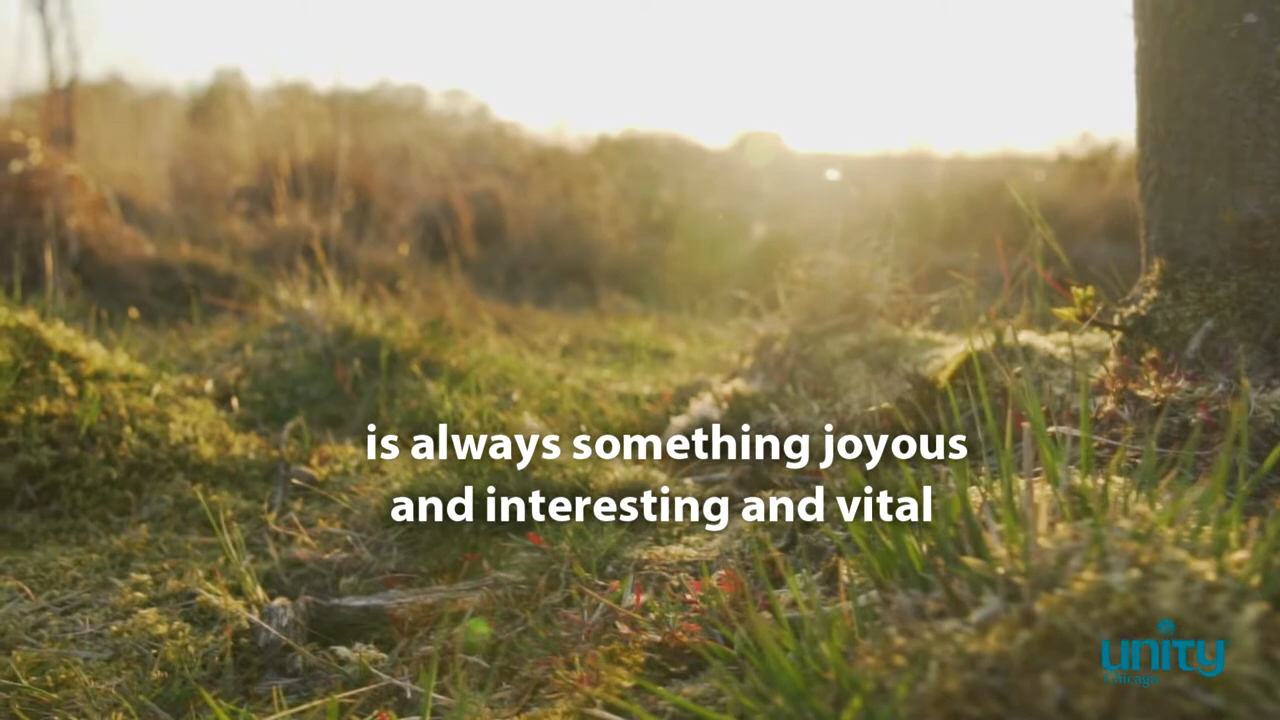 is always something joyous
and interesting and vital
unity
Chicago